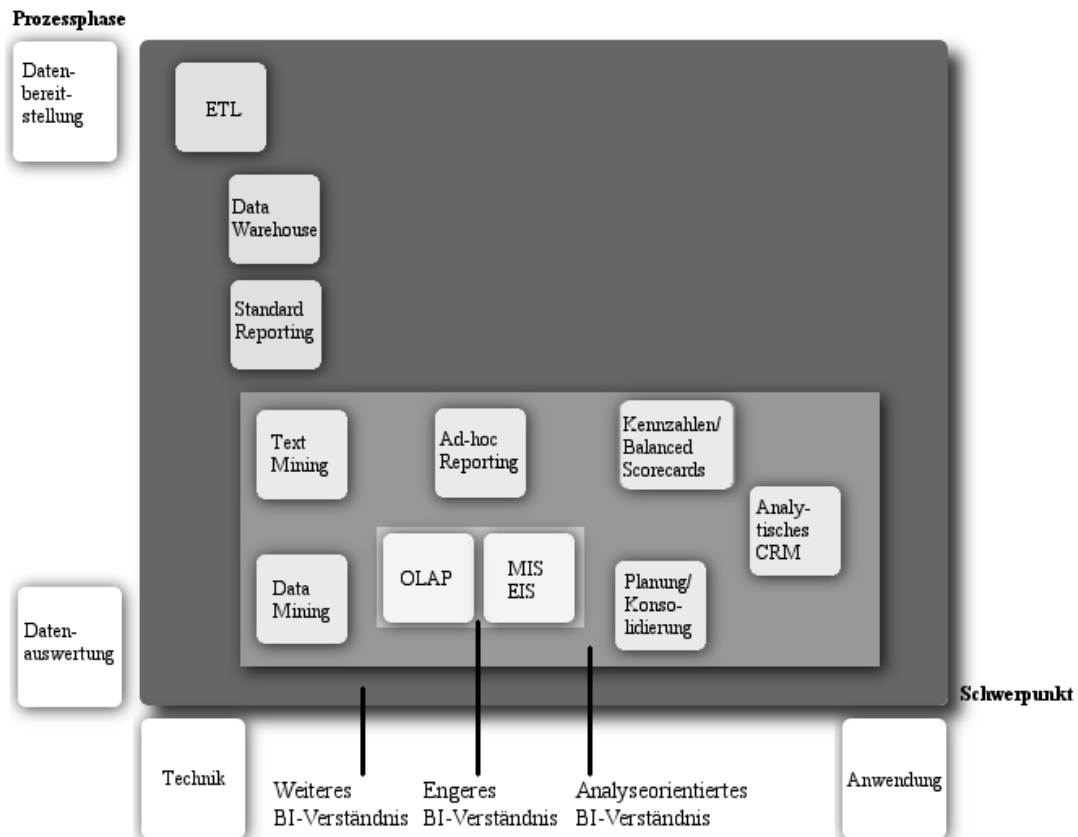 Prozessphase
Daten-
bereit-
stellung
ETL
Data
Warehouse
Standard
Reporting
Text
Mining
Ad-hoc
Reporting
Kennzahlen/
Balanced
Scorecards
Analy-
tisches
CRM
Data
Mining
OLAP
MIS
EIS
Planung/
Konso-
lidierung
Daten-
auswertung
Schwerpunkt
Technik
Weiteres
BI-Verständnis
Engeres
BI-Verständnis
Analyseorientiertes
BI-Verständnis
Anwendung